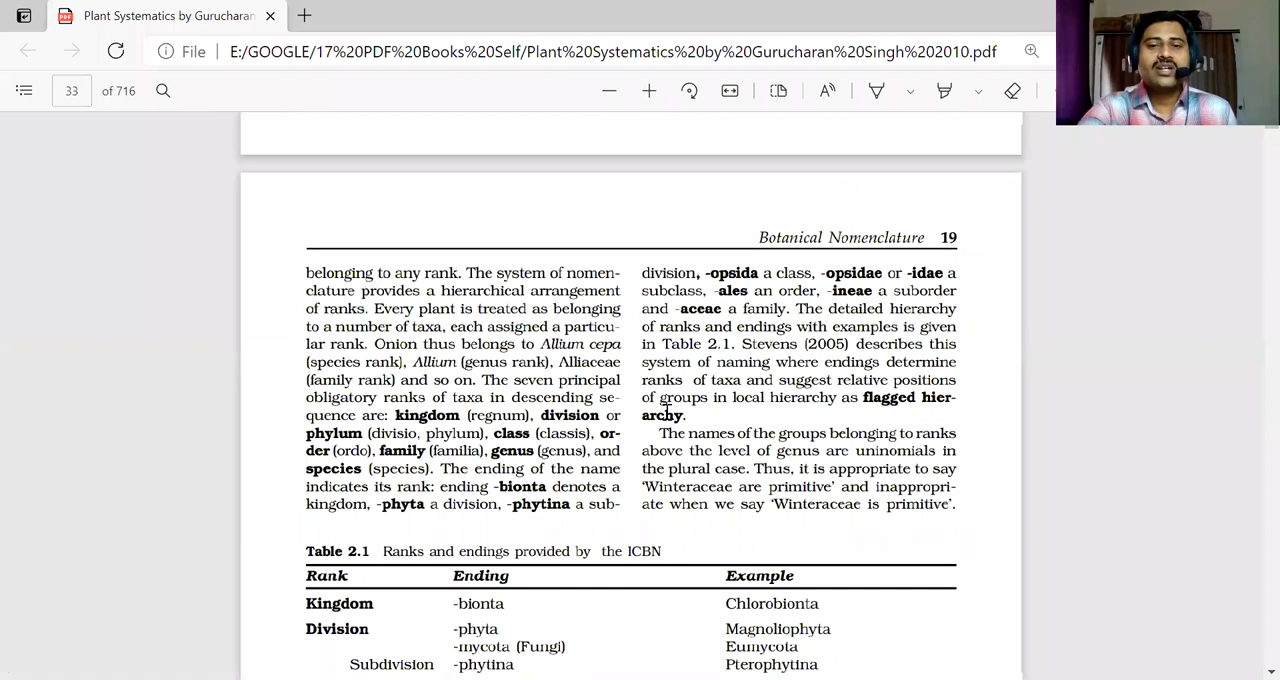 Plant Systematics by Gurucharan
File
E:/GOOGLE/17%20PDF%20Books%20Self/Plant%20Systematics%20by%20Gurucharan%20Singh%202010.pdf
33 of 716
Botanical Nomenclature 19
belonging to any rank. The system of nomen-
clature provides a hierarchical arrangement
of ranks. Every plant is treated as belonging
to a number of taxa, each assigned a particu-
lar rank. Onion thus belongs to Allium cepa
(species rank), Allium (genus rank), Alliaceae
(family rank) and so on. The seven principal
obligatory ranks of taxa in descending se-
quence are: kingdom (regnum), division or
phylum (divisio, phylum), class (classis), or-
der (ordo), family (familia), genus (genus), and
species (species). The ending of the name
indicates its rank: ending -bionta denotes a
kingdom, -phyta a division, -phytina a sub-
division, -opsida a class, -opsidae or -idae a
subclass, -ales an order, -ineae a suborder
and -aceae a family. The detailed hierarchy
of ranks and endings with examples is given
in Table 2.1. Stevens (2005) describes this
system of naming where endings determine
ranks of taxa and suggest relative positions
of groups in local hierarchy as flagged hier-
archy.
The names of the groups belonging to ranks
above the level of genus are uninomials in
the plural case. Thus, it is appropriate to say
'Winteraceae are primitive' and inappropri-
ate when we say 'Winteraceae is primitive'.
Table 2.1 Ranks and endings provided by the ICBN
Rank Ending Example
Kingdom -bionta Chlorobionta
Division -phyta Magnoliophyta
-mycota (Fungi) Eumycota
Subdivision -phytina Pterophytina